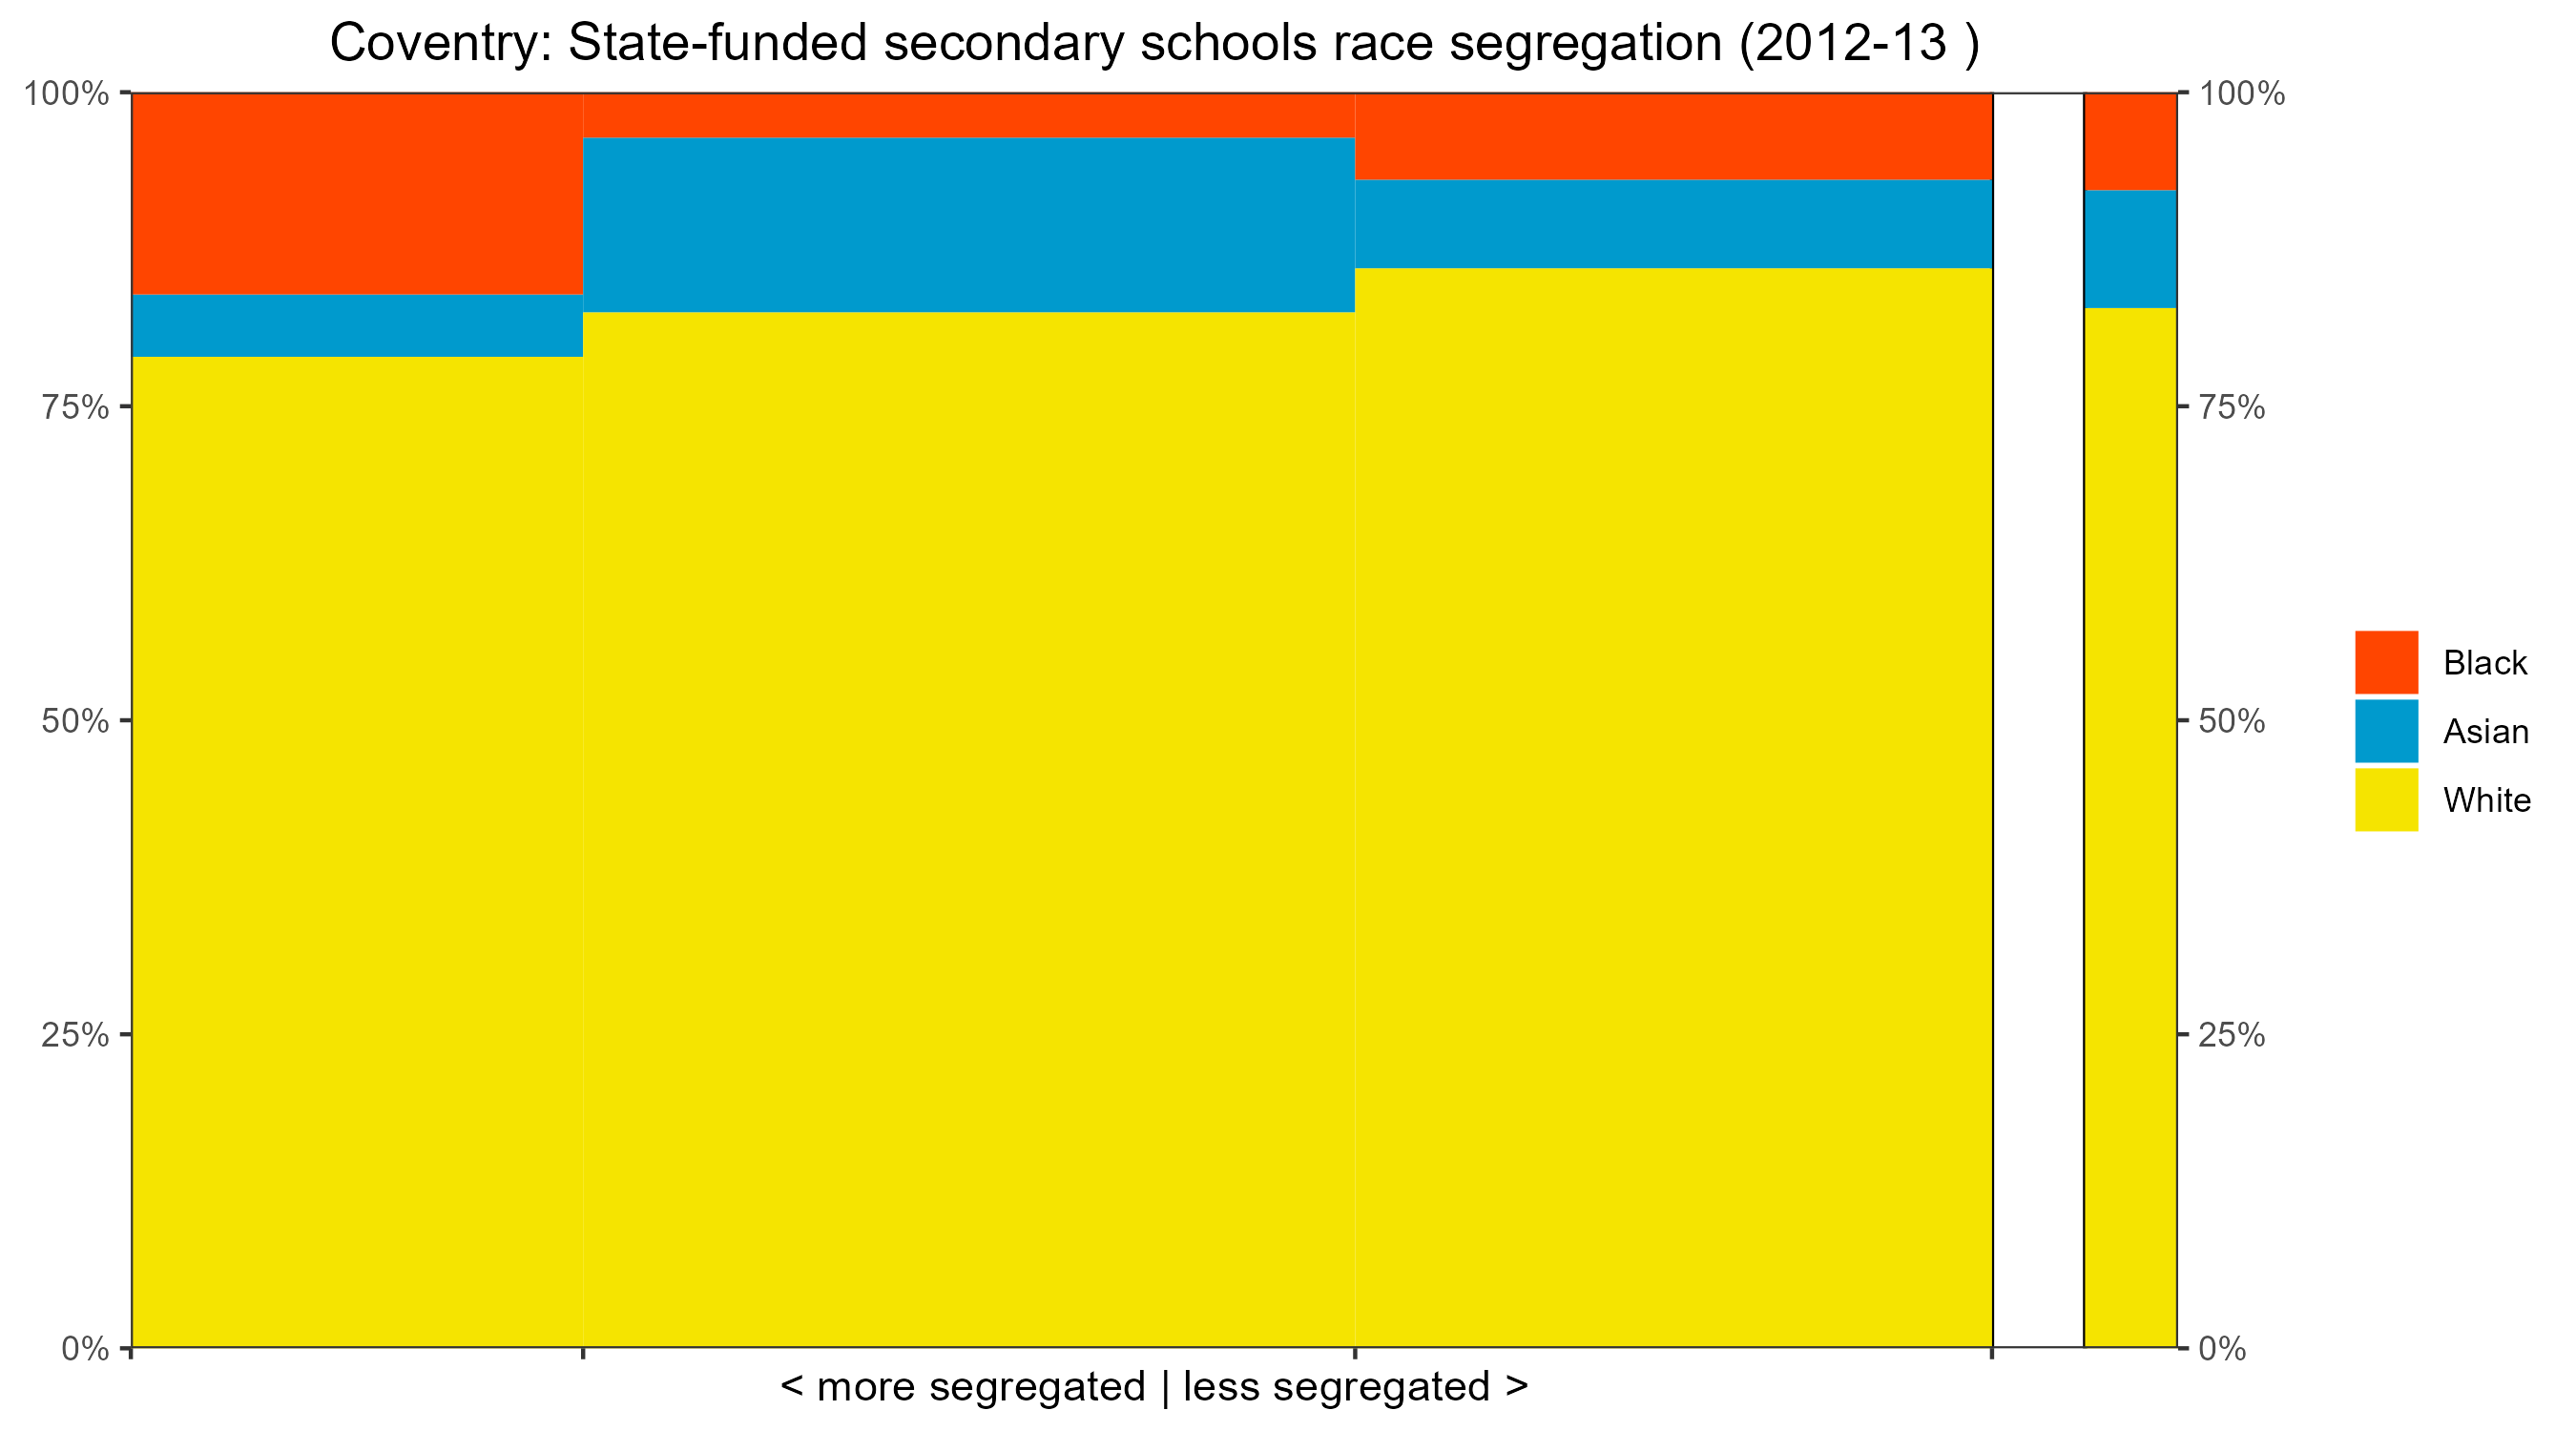 Coventry: State-funded secondary schools race segregation (2012-13 )
100%
75%
50%
25%
0%
100%
75%
50%
25%
0%
Black
Asian
White
< more segregated | less segregated >